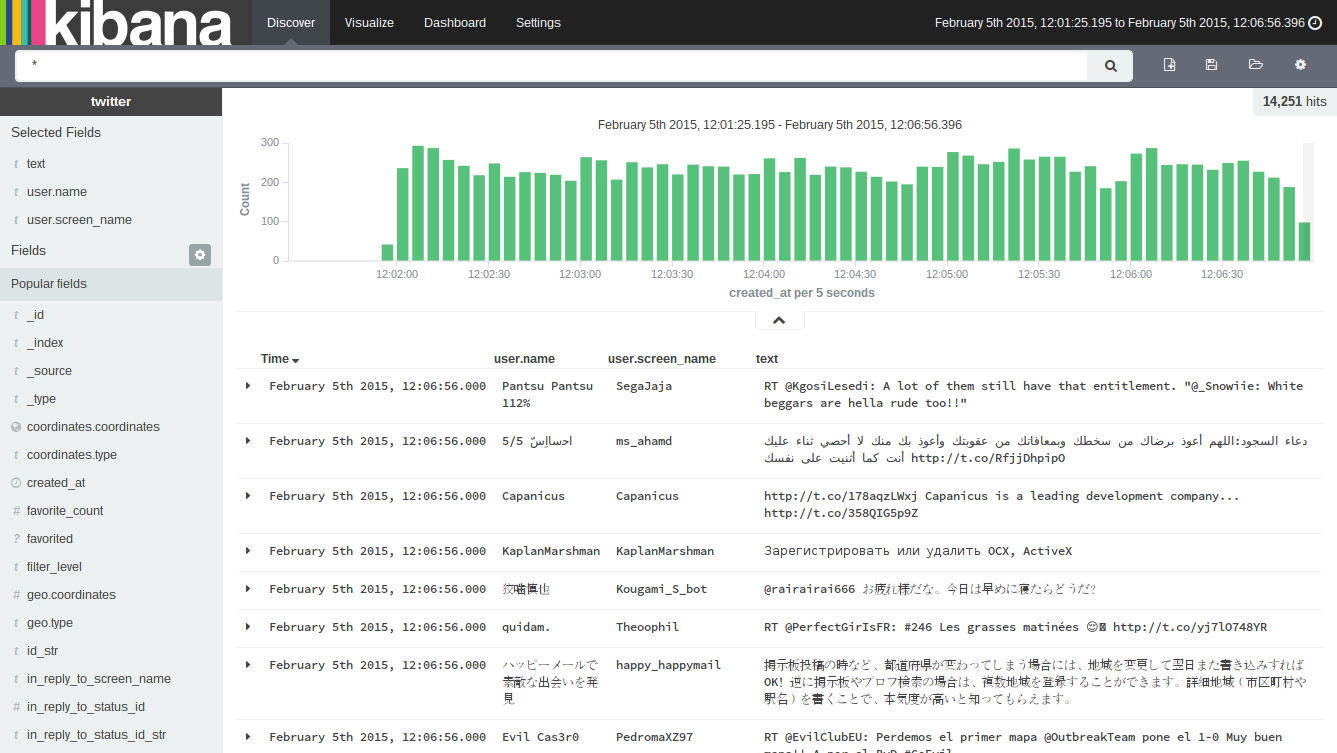 kibana
Discover
Visualize
Dashboard
Settings
February 5th 2015, 12:01:25.195 to February 5th 2015, 12:06:56.396
*
twitter
14,251 hits
Selected Fields
t text
t user.name
t user.screen_name
Fields
Popular fields
t _id
t _index
t _source
t _type
coordinates.coordinates
t coordinates.type
created_at
# favorite_count
? favorited
t filter_level
# geo.coordinates
t geo.type
t id_str
t in_reply_to_screen_name
# in_reply_to_status_id
t in_reply_to_status_id_str
February 5th 2015, 12:01:25.195 - February 5th 2015, 12:06:56.396
Count
300
200
100
0
12:02:00 12:02:30 12:03:00 12:03:30 12:04:00 12:04:30 12:05:00 12:05:30 12:06:00 12:06:30
created_at per 5 seconds
Time user.name user.screen_name text
February 5th 2015, 12:06:56.000 Pantsu Pantsu SegaJaja RT @KgosiLesedi: A lot of them still have that entitlement. "@_Snowiie: White
112% beggars are hella rude too!!"
February 5th 2015, 12:06:56.000 5/5 ms_ahamd دعاء السجود:اللهم أعوذ برضاك من سخطك وبمعافاتك من عقوبتك وأعوذ بك منك لا أحصي ثناء عليك
أنت كما أثنيت على نفسك http://t.co/RfjjDhpipO
February 5th 2015, 12:06:56.000 Capanicus Capanicus http://t.co/178aqzLWxj Capanicus is a leading development company...
http://t.co/358QIG5p9Z
February 5th 2015, 12:06:56.000 KaplanMarshman KaplanMarshman Зарегистрировать или удалить OCX, ActiveX
February 5th 2015, 12:06:56.000 狡噛慎也 Kougami_S_bot @rairairai666 お疲れ様だな。今日は早めに寝たらどうだ?
February 5th 2015, 12:06:56.000 quidam. Theoophil RT @PerfectGirIsFR: #246 Les grasses matinées 😌 http://t.co/yj7lO748YR
February 5th 2015, 12:06:56.000 ハッピーメールで happy_happymail 掲示板投稿の時など、都道府県が変わってしまう場合には、地域を変更して翌日また書き込みすれば
素敵な出会いを発 OK! 逆に掲示板やプロフ検索の場合は、複数地域を登録することができます。詳細地域(市区町村や
見 駅名)を書くことで、本気度が高いと知ってもらえます。
February 5th 2015, 12:06:56.000 Evil Cas3r0 PedromaXZ97 RT @EvilClubEU: Perdemos el primer mapa @OutbreakTeam pone el 1-0 Muy buen